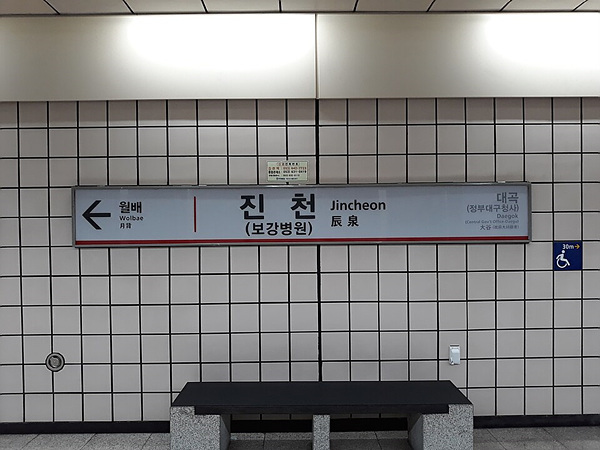 월배
Wolbae
月背
진천
(보강병원)
Jincheon
辰泉
대곡
(정부대구청사)
Daegok
大谷
30m→